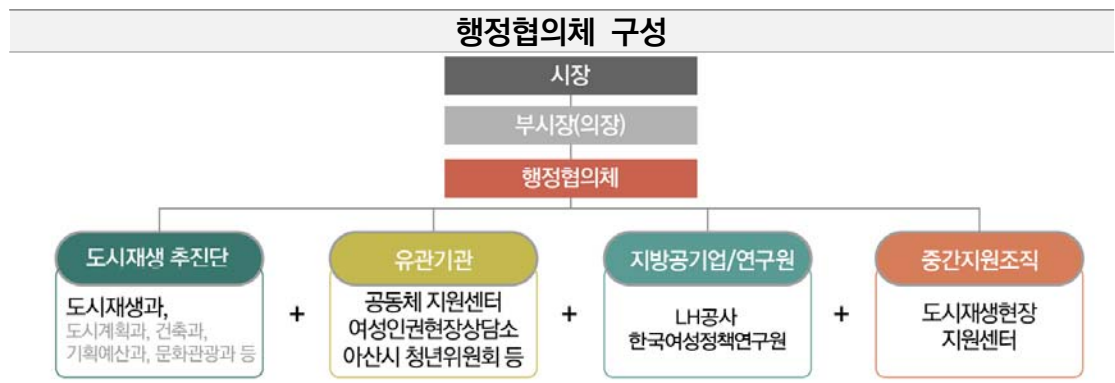 행정협의체 구성
시장
부시장(의장)
행정협의체
도시재생 추진단
도시재생과,
도시계획과, 건축과,
기획예산과, 문화관광과 등
+
유관기관
공동체 지원센터
여성인권현장상담소
아산시 청년위원회 등
+
지방공기업/연구원
LH공사
한국여성정책연구원
+
중간지원조직
도시재생현장
지원센터